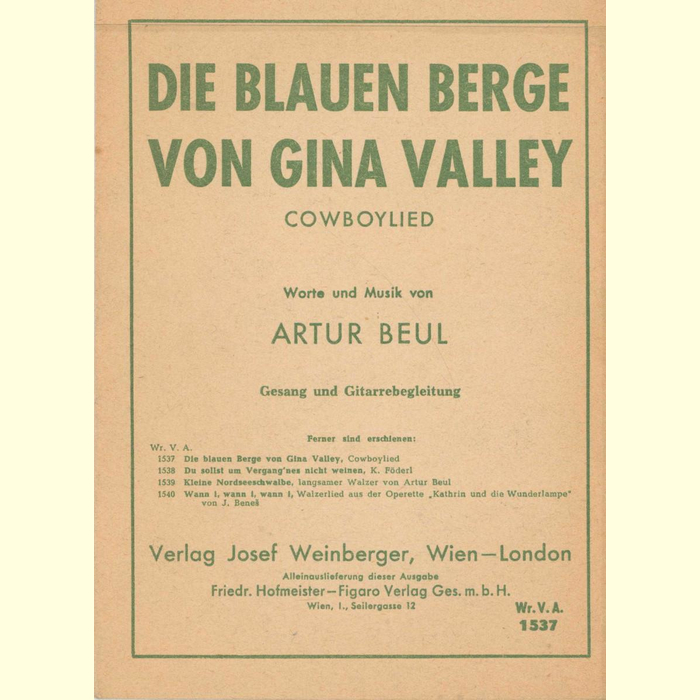 DIE BLAUEN BERGE
VON GINA VALLEY
COWBOYLIED
Worte und Musik von
ARTUR BEUL
Gesang und Gitarrebegleitung
Ferner sind erschienen:
Wr. V. A.
1537 Die blauen Berge von Gina Valley, Cowboylied
1538 Du sollst um Vergang'nes nicht weinen, K. Föderl
1539 Kleine Nordseeschwalbe, langsamer Walzer von Artur Beul
1540 Wann i, wann i, wann i, Walzerlied aus der Operette „Kathrin und die Wunderlampe"
von J. Beneš
Verlag Josef Weinberger, Wien—London
Alleinauslieferung dieser Ausgabe
Friedr. Hofmeister—Figaro Verlag Ges. m. b. H.
Wien, I., Seilergasse 12
Wr. V. A.
1537